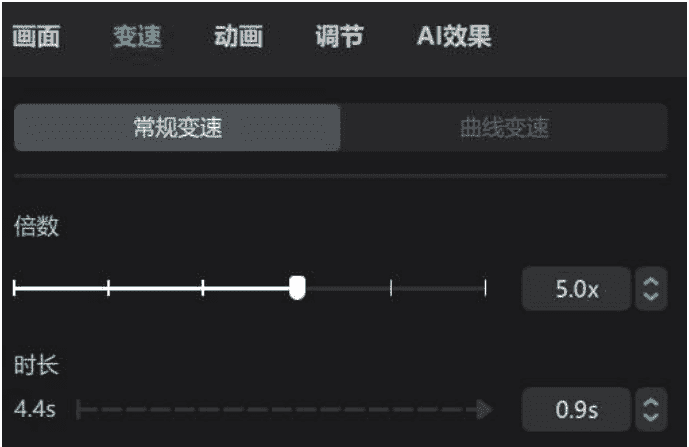 画面 变速 动画 调节 AI效果
常规变速 曲线变速
倍数
5.0x
时长
4.4s 0.9s